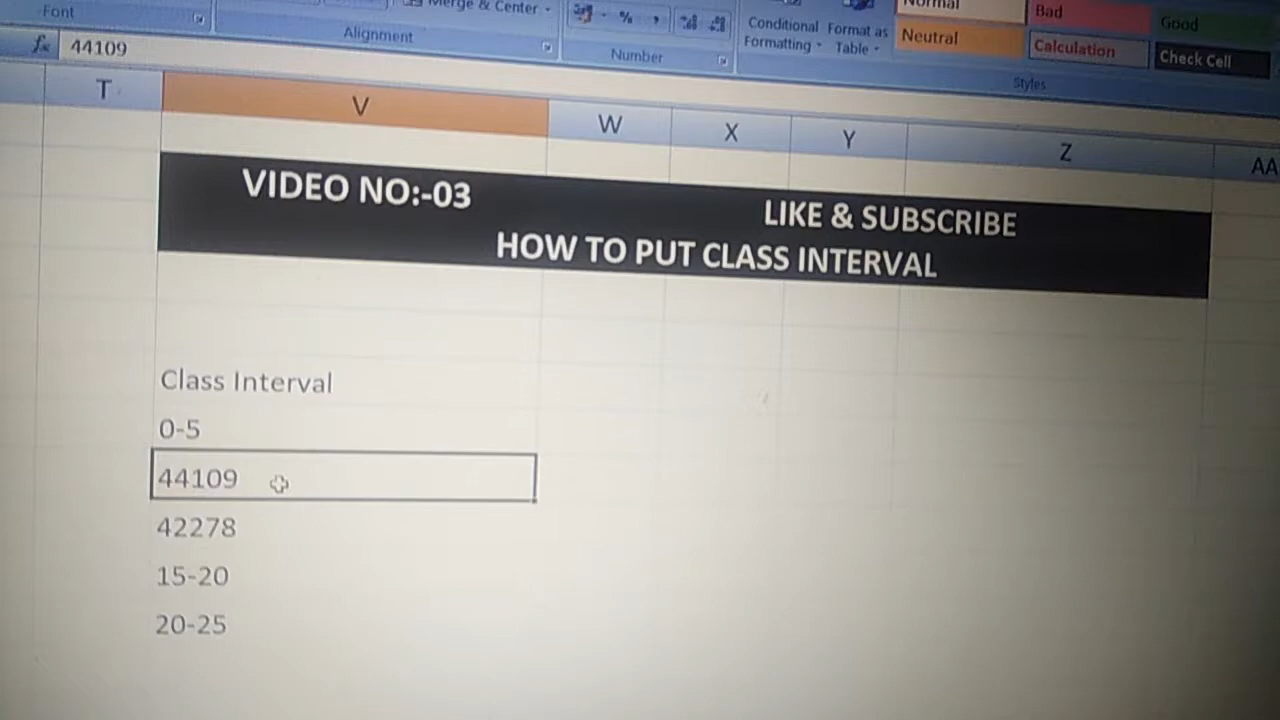 Font
Merge & Center
Alignment
%
,
Number
Conditional Formatting
Format as Table
Normal
Bad
Good
Neutral
Calculation
Check Cell
Styles
fx 44109
T V W X Y Z AA
VIDEO NO:-03
LIKE & SUBSCRIBE
HOW TO PUT CLASS INTERVAL
Class Interval
0-5
44109
42278
15-20
20-25